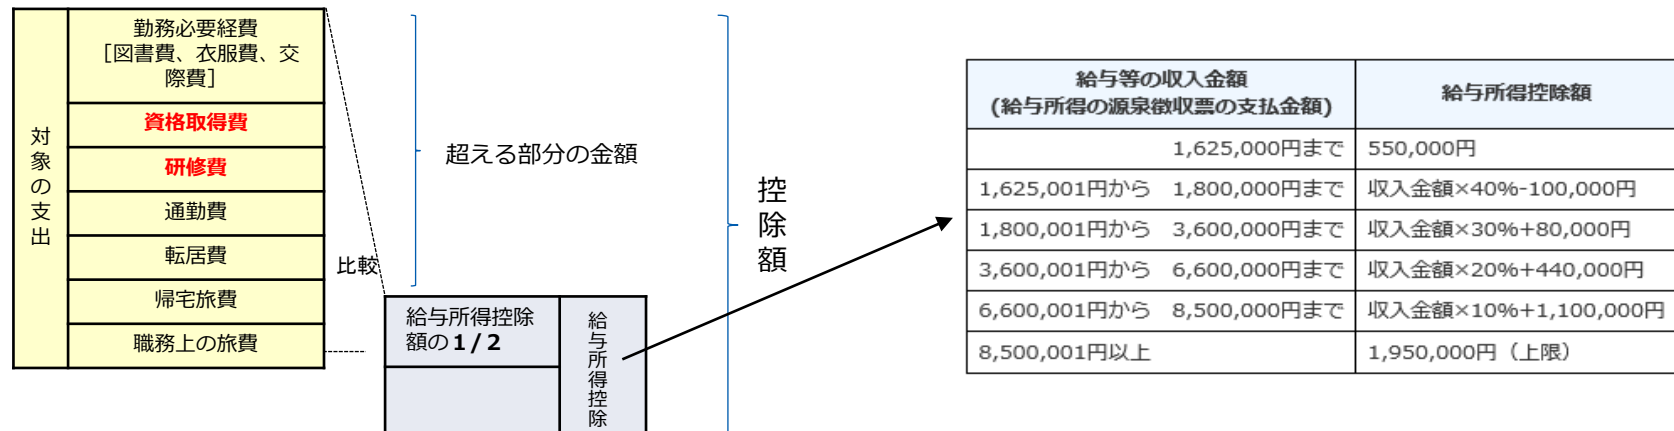 対象の支出
勤務必要経費
［図書費、衣服費、交
際費］
資格取得費
研修費
通勤費
転居費
帰宅旅費
職務上の旅費
比較
超える部分の金額
給与所得控除
額の1/2
給与所得控除
控除額
給与等の収入金額
(給与所得の源泉徴収票の支払金額)
給与所得控除額
1,625,000円まで
550,000円
1,625,001円から 1,800,000円まで
収入金額×40%-100,000円
1,800,001円から 3,600,000円まで
収入金額×30%+80,000円
3,600,001円から 6,600,000円まで
収入金額×20%+440,000円
6,600,001円から 8,500,000円まで
収入金額×10%+1,100,000円
8,500,001円以上
1,950,000円（上限）